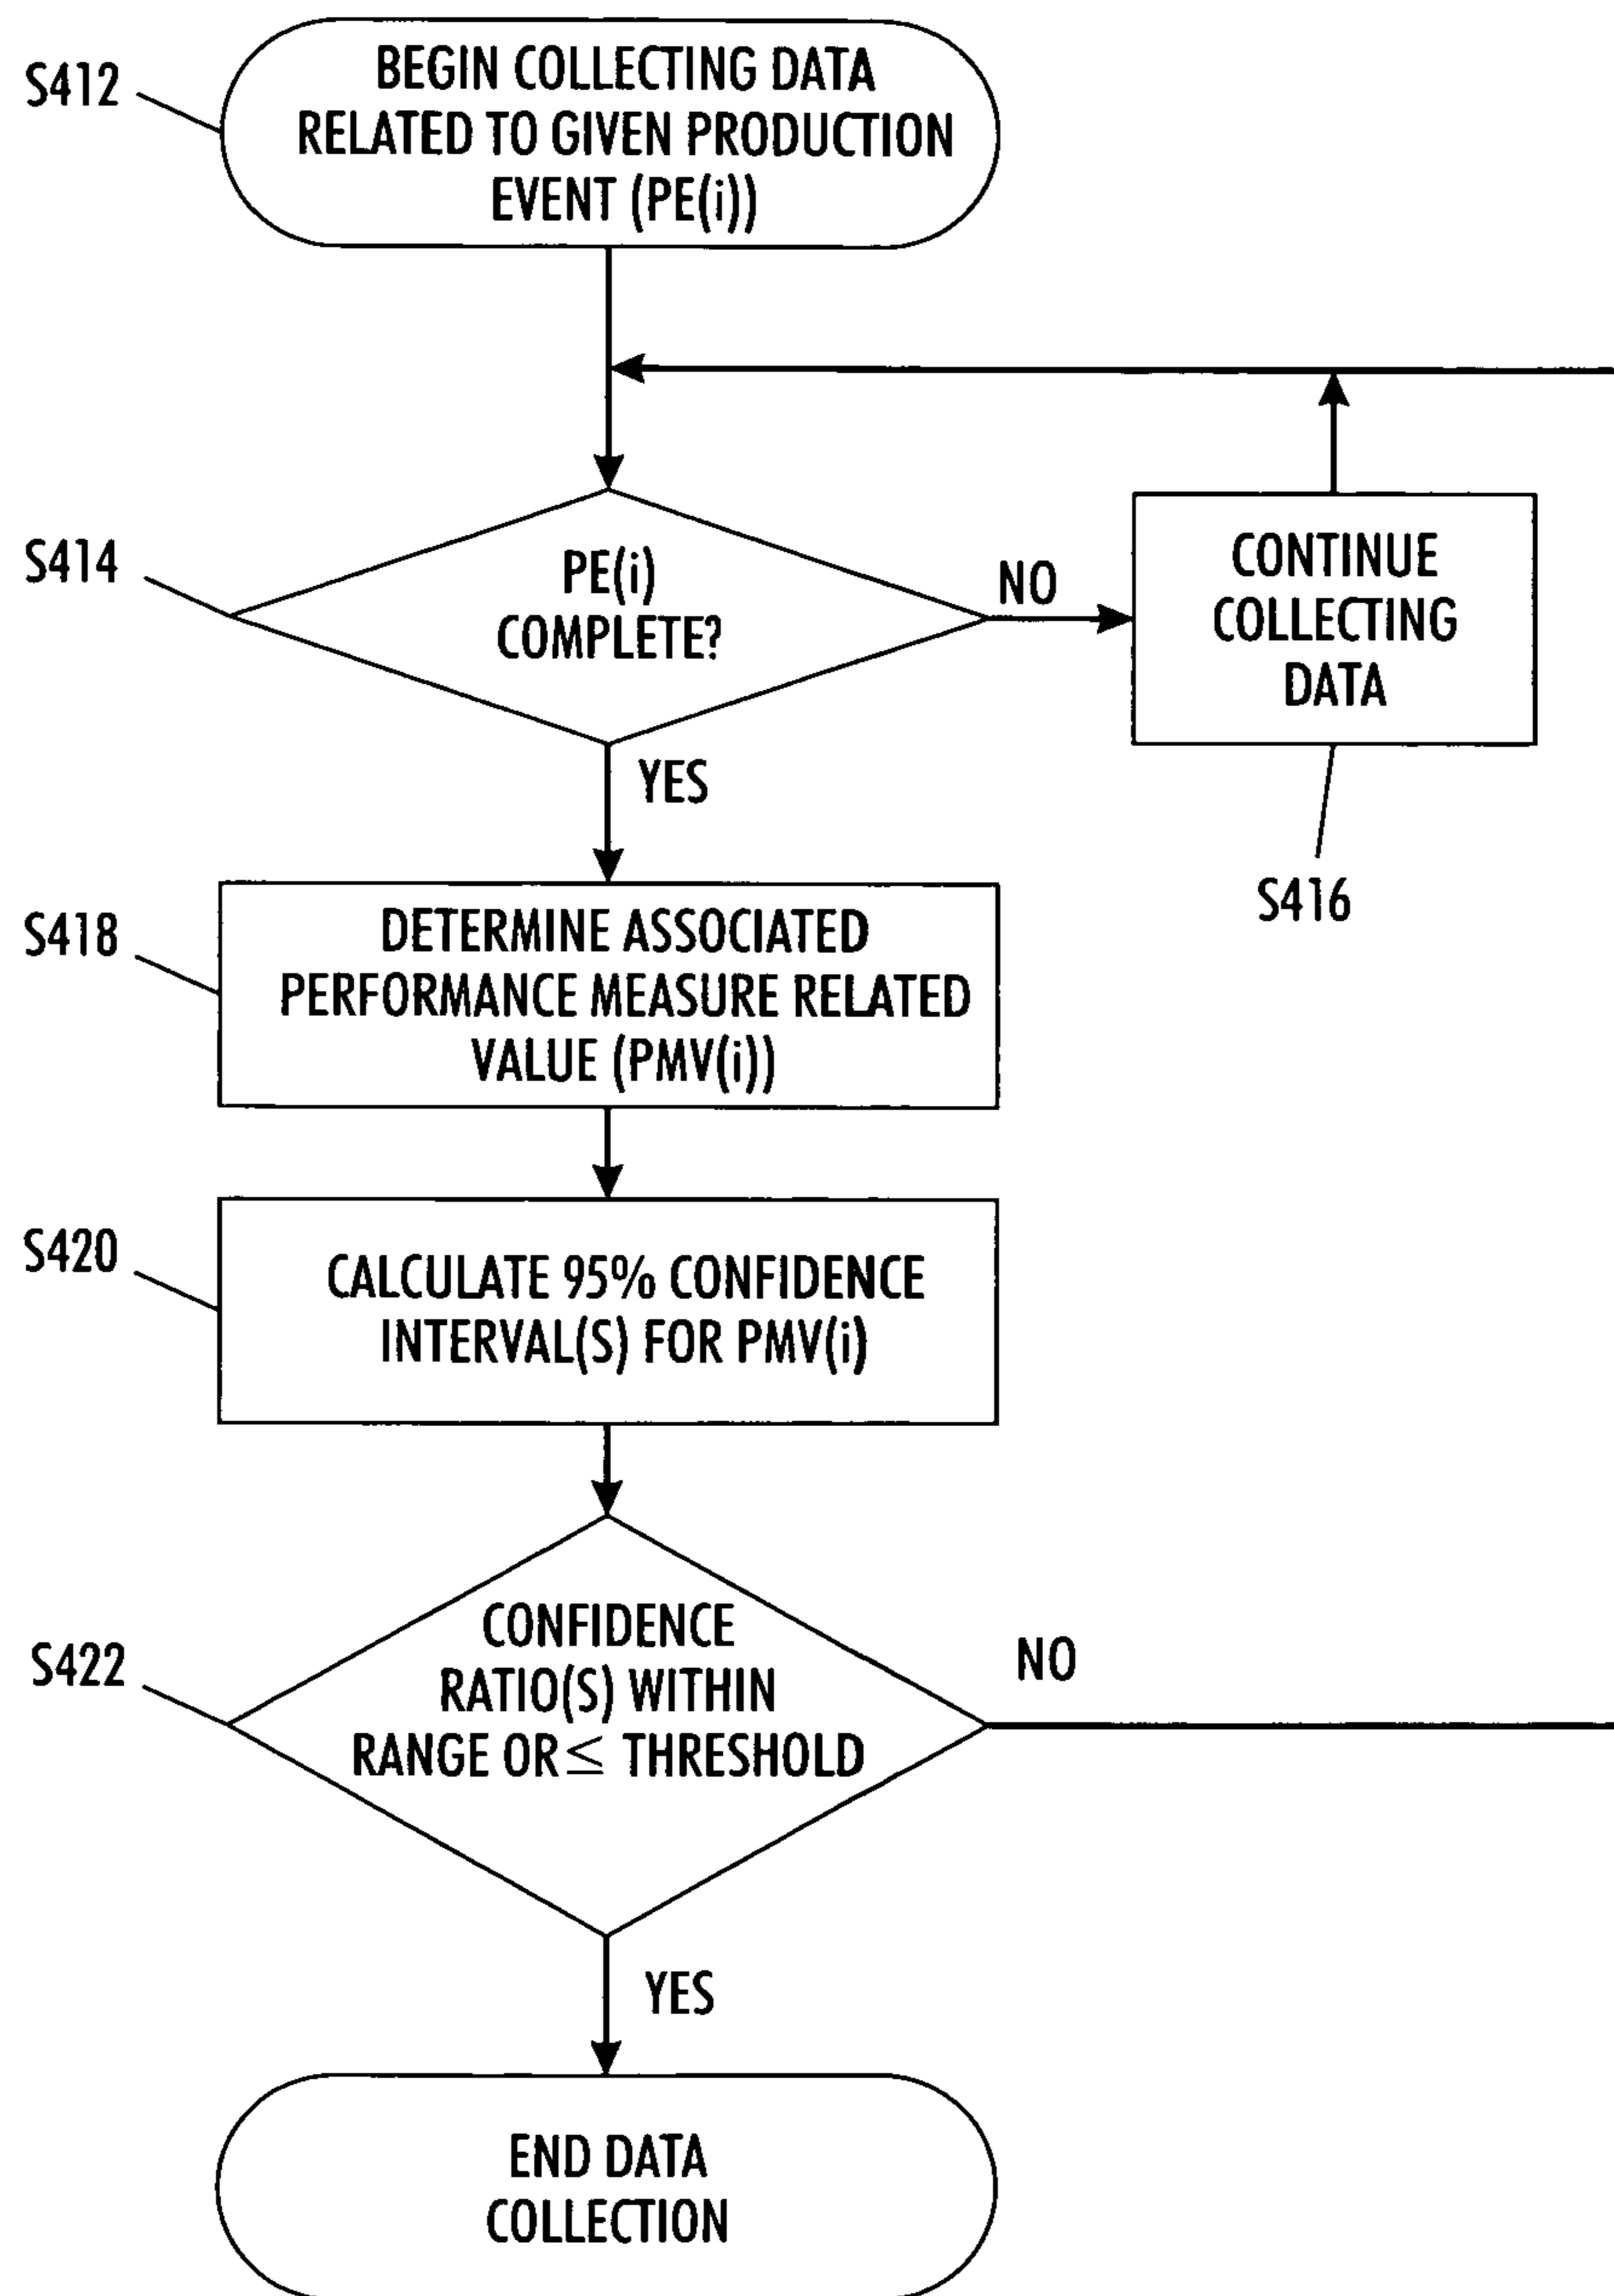 S412
BEGIN COLLECTING DATA
RELATED TO GIVEN PRODUCTION
EVENT (PE(i))
S414
PE(i)
COMPLETE?
NO
CONTINUE
COLLECTING
DATA
S416
YES
S418
DETERMINE ASSOCIATED
PERFORMANCE MEASURE RELATED
VALUE (PMV(i))
S420
CALCULATE 95% CONFIDENCE
INTERVAL(S) FOR PMV(i)
S422
CONFIDENCE
RATIO(S) WITHIN
RANGE OR ≤ THRESHOLD
NO
YES
END DATA
COLLECTION